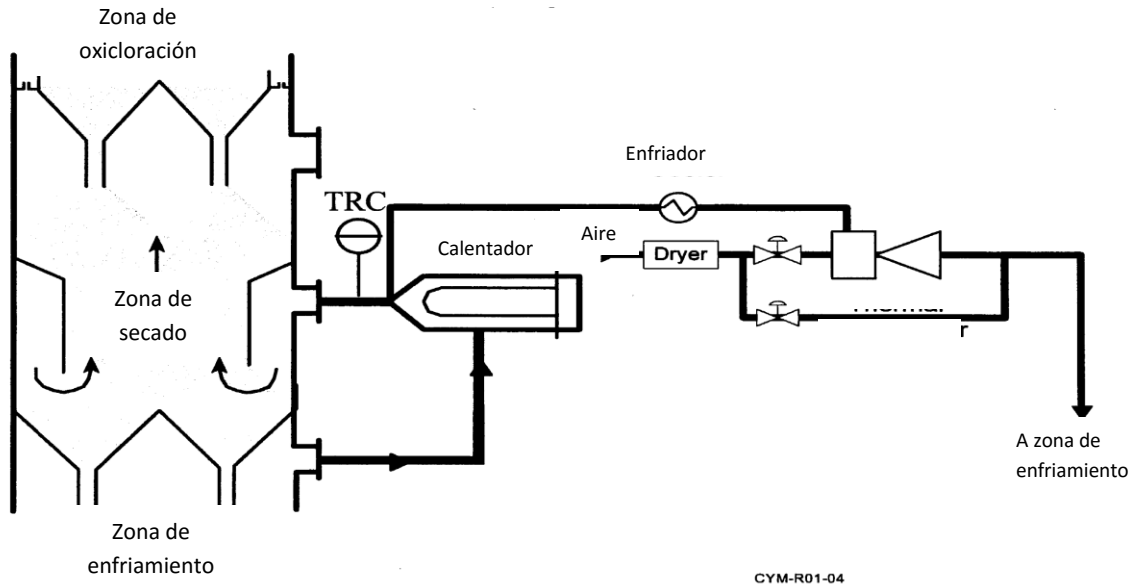 Zona de
oxicloración
Enfriador
TRC
Calentador
Aire
Dryer
Zona de
secado
A zona de
enfriamiento
Zona de
enfriamiento
CYM-R01-04